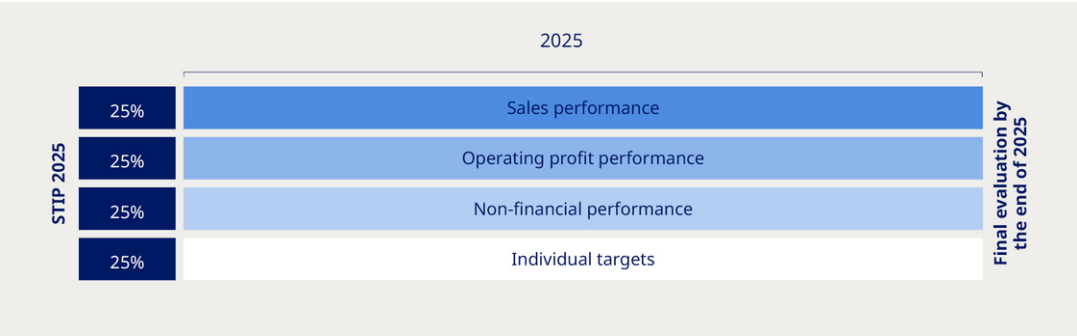 2025
STIP 2025
25%
Sales performance
25%
Operating profit performance
25%
Non-financial performance
25%
Individual targets
Final evaluation by
the end of 2025